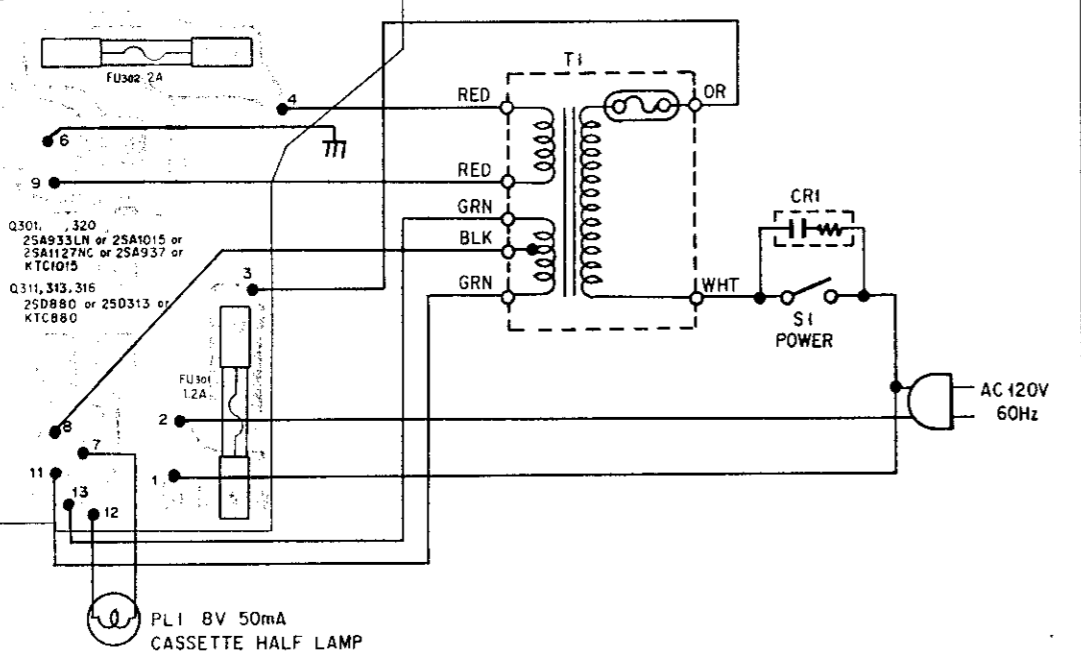 FU302 2A
T1
4
RED
OR
6
9
RED
GRN
CR1
Q301, , 320
2SA933LN or 2SA1015 or
2SA1127NC or 2SA937 or
KTC1015
BLK
Q311, 313, 316
2SD880 or 2SD313 or
KTC880
3
GRN
WHT
S1
POWER
FU301
1.2A
AC 120V
60Hz
2
8
7
11
1
13
12
PL1 8V 50mA
CASSETTE HALF LAMP